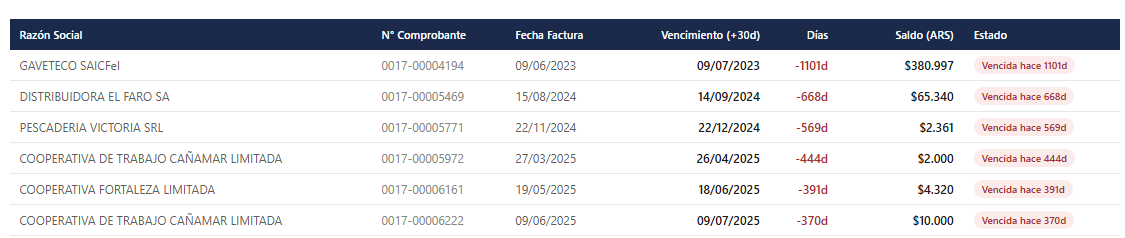 Razón Social N° Comprobante Fecha Factura Vencimiento (+30d) Días Saldo (ARS) Estado
GAVETECO SAICFeI 0017-00004194 09/06/2023 09/07/2023 -1101d $380.997 Vencida hace 1101d
DISTRIBUIDORA EL FARO SA 0017-00005469 15/08/2024 14/09/2024 -668d $65.340 Vencida hace 668d
PESCADERIA VICTORIA SRL 0017-00005771 22/11/2024 22/12/2024 -569d $2.361 Vencida hace 569d
COOPERATIVA DE TRABAJO CAÑAMAR LIMITADA 0017-00005972 27/03/2025 26/04/2025 -444d $2.000 Vencida hace 444d
COOPERATIVA FORTALEZA LIMITADA 0017-00006161 19/05/2025 18/06/2025 -391d $4.320 Vencida hace 391d
COOPERATIVA DE TRABAJO CAÑAMAR LIMITADA 0017-00006222 09/06/2025 09/07/2025 -370d $10.000 Vencida hace 370d